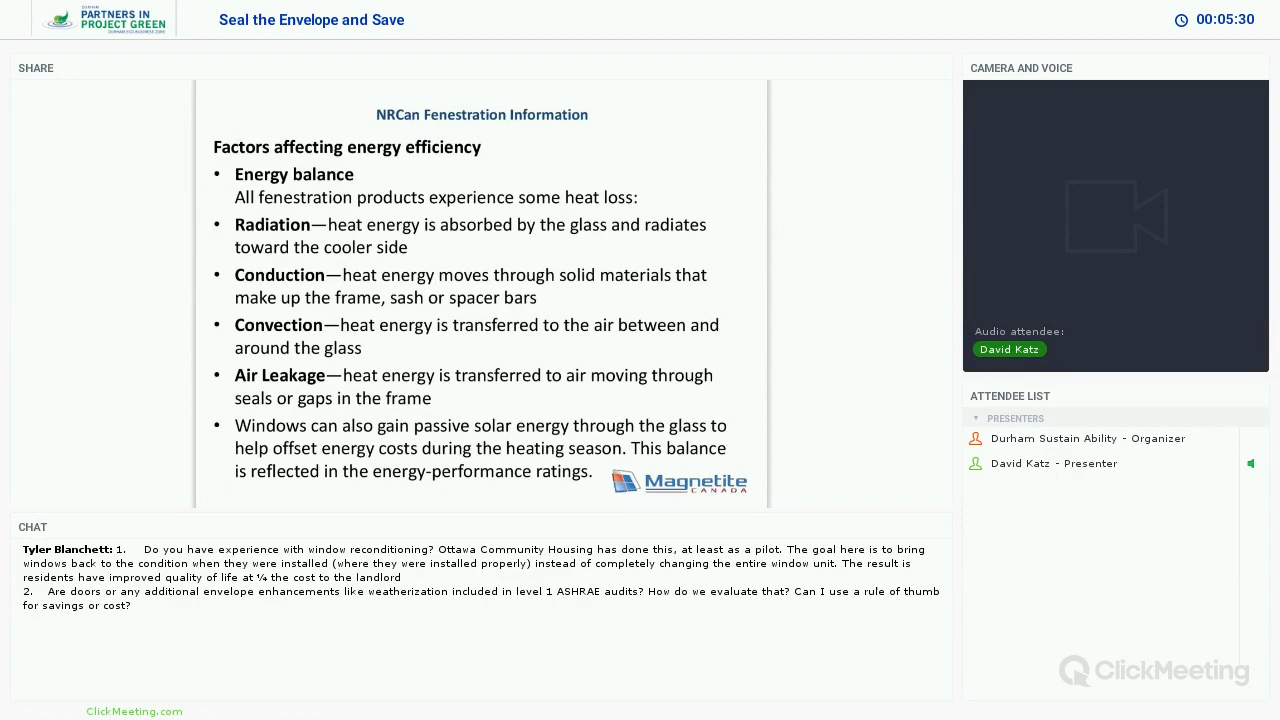 DURHAM
PARTNERS IN
PROJECT GREEN
DURHAM ECO-BUSINESS ZONE
Seal the Envelope and Save
00:05:30
SHARE
NRCan Fenestration Information
Factors affecting energy efficiency
• Energy balance
All fenestration products experience some heat loss:
• Radiation—heat energy is absorbed by the glass and radiates
toward the cooler side
• Conduction—heat energy moves through solid materials that
make up the frame, sash or spacer bars
• Convection—heat energy is transferred to the air between and
around the glass
• Air Leakage—heat energy is transferred to air moving through
seals or gaps in the frame
• Windows can also gain passive solar energy through the glass to
help offset energy costs during the heating season. This balance
is reflected in the energy-performance ratings.
Magnetite
CANADA
CHAT
Tyler Blanchett: 1. Do you have experience with window reconditioning? Ottawa Community Housing has done this, at least as a pilot. The goal here is to bring
windows back to the condition when they were installed (where they were installed properly) instead of completely changing the entire window unit. The result is
residents have improved quality of life at ¼ the cost to the landlord
2. Are doors or any additional envelope enhancements like weatherization included in level 1 ASHRAE audits? How do we evaluate that? Can I use a rule of thumb
for savings or cost?
CAMERA AND VOICE
Audio attendee:
David Katz
ATTENDEE LIST
PRESENTERS
Durham Sustain Ability - Organizer
David Katz - Presenter
ClickMeeting
ClickMeeting.com